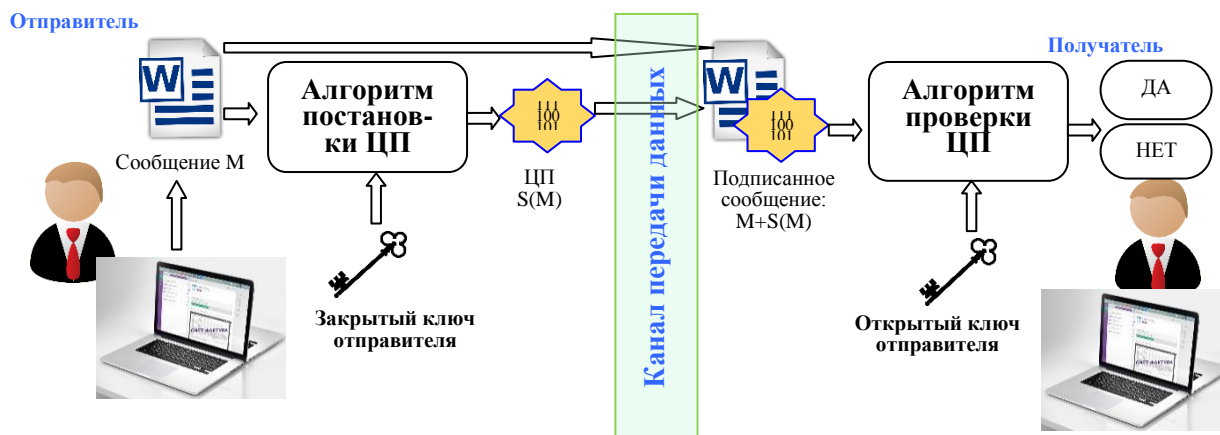 Отправитель
W
Сообщение М
Алгоритм
постанов-
ки ЦП
ЦП
S(M)
Закрытый ключ
отправителя
Канал передачи данных
W
Подписанное
сообщение:
M+S(M)
Алгоритм
проверки
ЦП
Открытый ключ
отправителя
Получатель
ДА
НЕТ